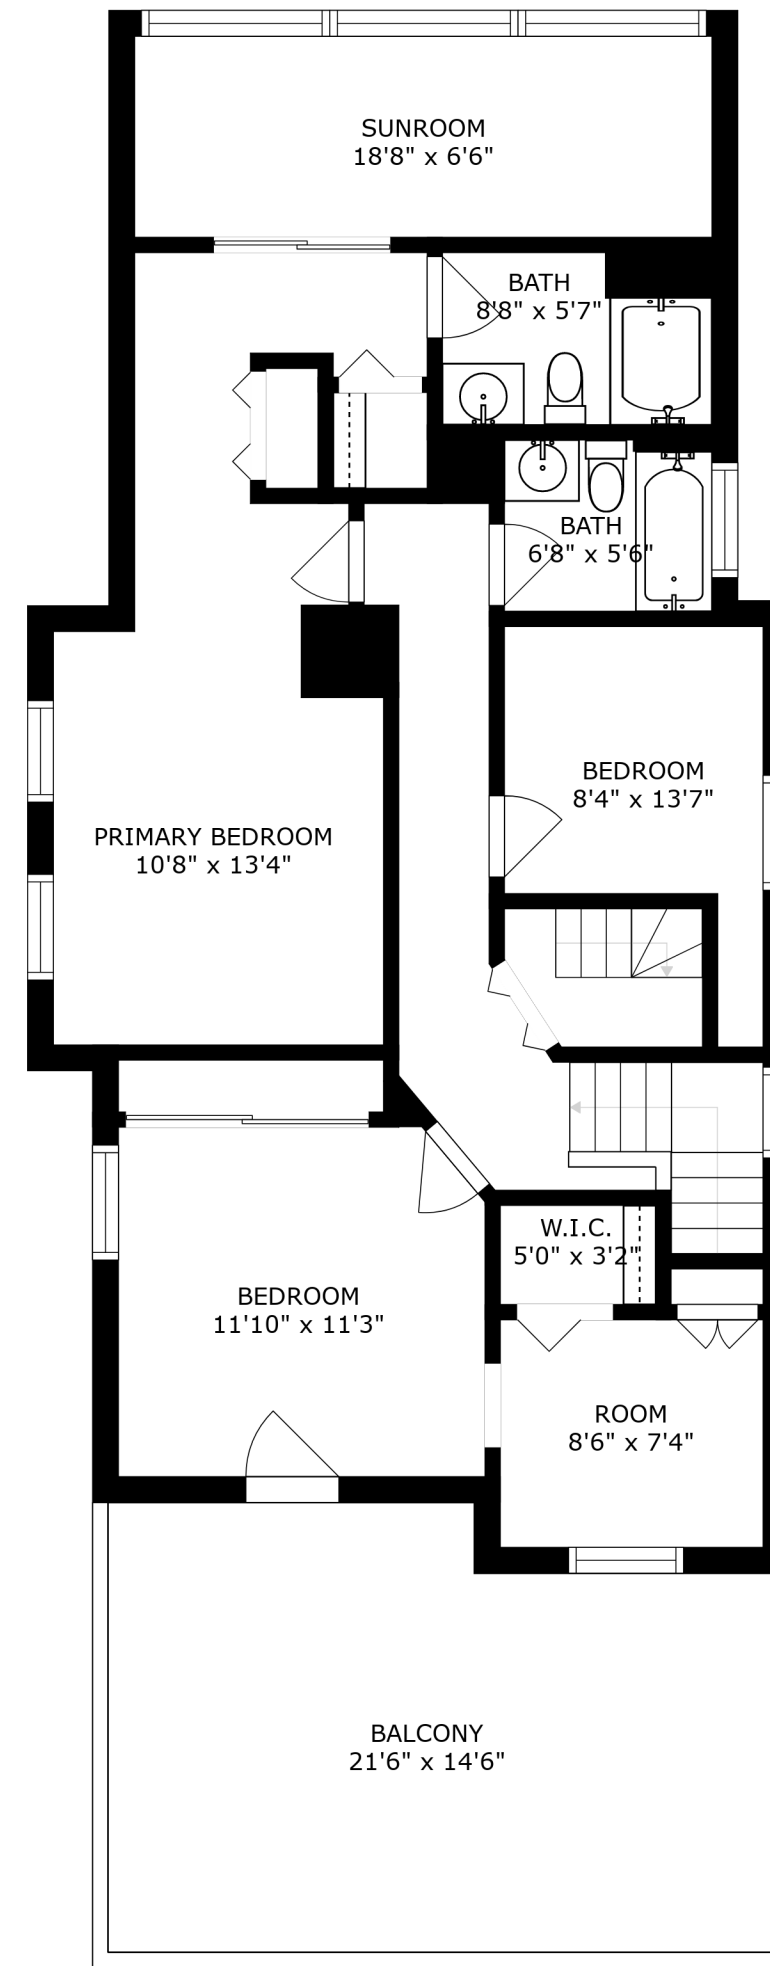 SUNROOM
18'8" x 6'6"
BATH
8'8" x 5'7"
BATH
6'8" x 5'6"
BEDROOM
8'4" x 13'7"
PRIMARY BEDROOM
10'8" x 13'4"
W.I.C.
5'0" x 3'2"
BEDROOM
11'10" x 11'3"
ROOM
8'6" x 7'4"
BALCONY
21'6" x 14'6"